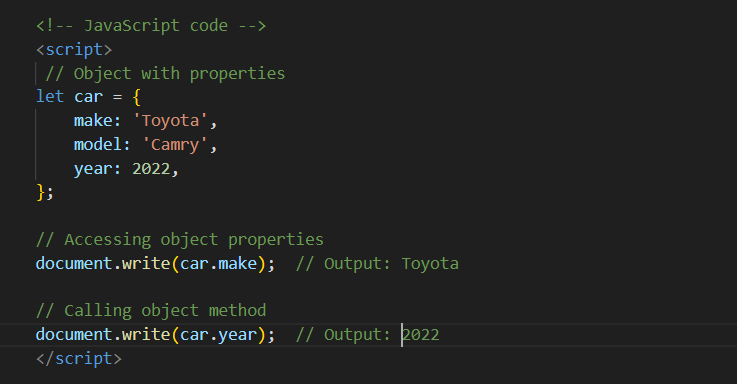 <!-- JavaScript code -->
<script>
// Object with properties
let car = {
make: 'Toyota',
model: 'Camry',
year: 2022,
};
// Accessing object properties
document.write(car.make);  // Output: Toyota
// Calling object method
document.write(car.year);  // Output: 2022
</script>